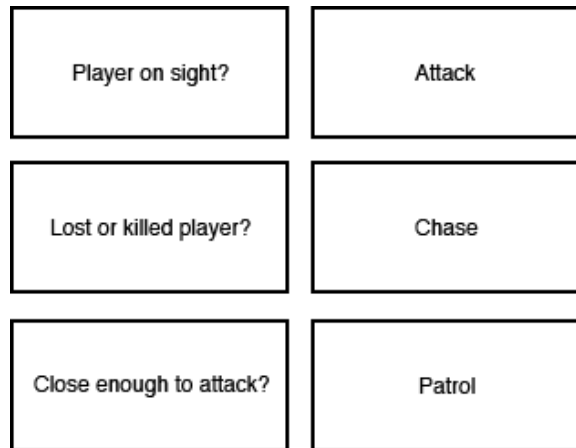 Player on sight?
Attack
Lost or killed player?
Chase
Close enough to attack?
Patrol